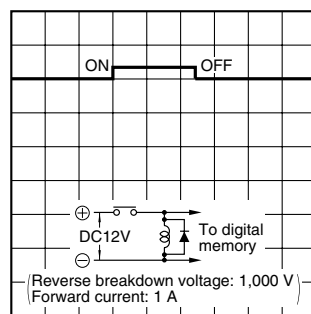 ON OFF
⊕
DC12V
⊖
To digital
memory
(Reverse breakdown voltage: 1,000 V
Forward current: 1 A)